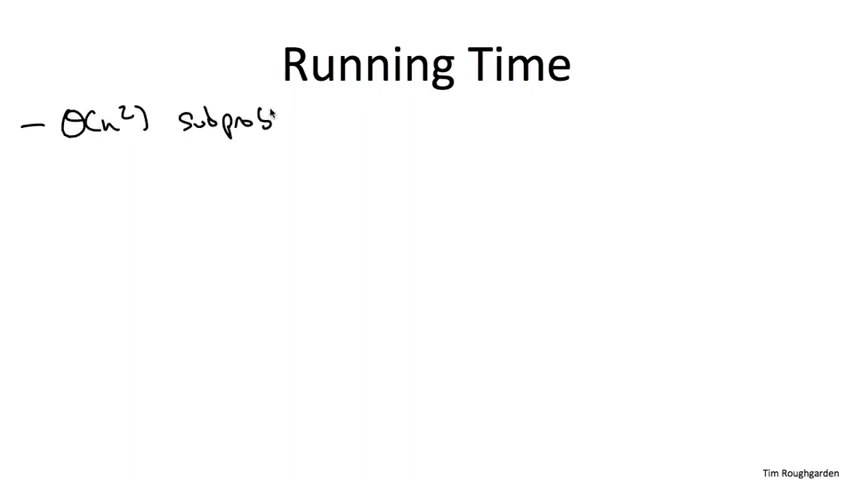 Running Time
– Θ(n²) subprob
Tim Roughgarden